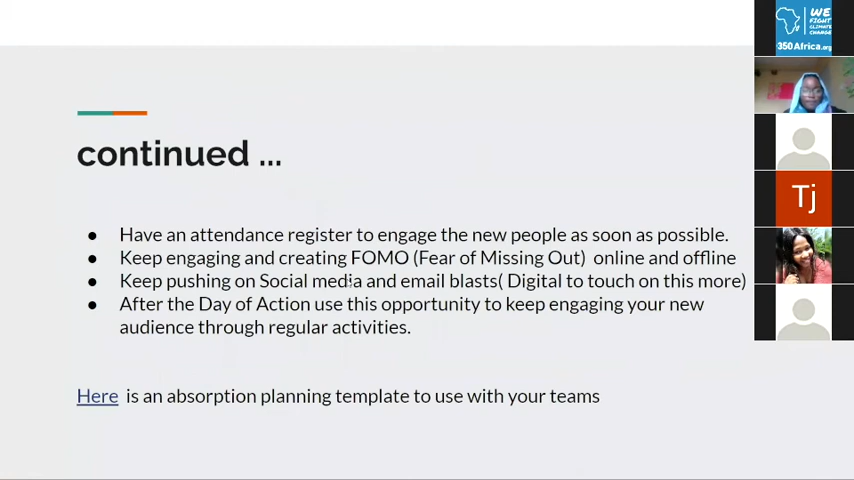 continued ...
● Have an attendance register to engage the new people as soon as possible.
● Keep engaging and creating FOMO (Fear of Missing Out)  online and offline
● Keep pushing on Social media and email blasts( Digital to touch on this more)
● After the Day of Action use this opportunity to keep engaging your new
audience through regular activities.
Here is an absorption planning template to use with your teams
WE
FIGHT
CLIMATE
CHANGE
350Africa.org
Tj